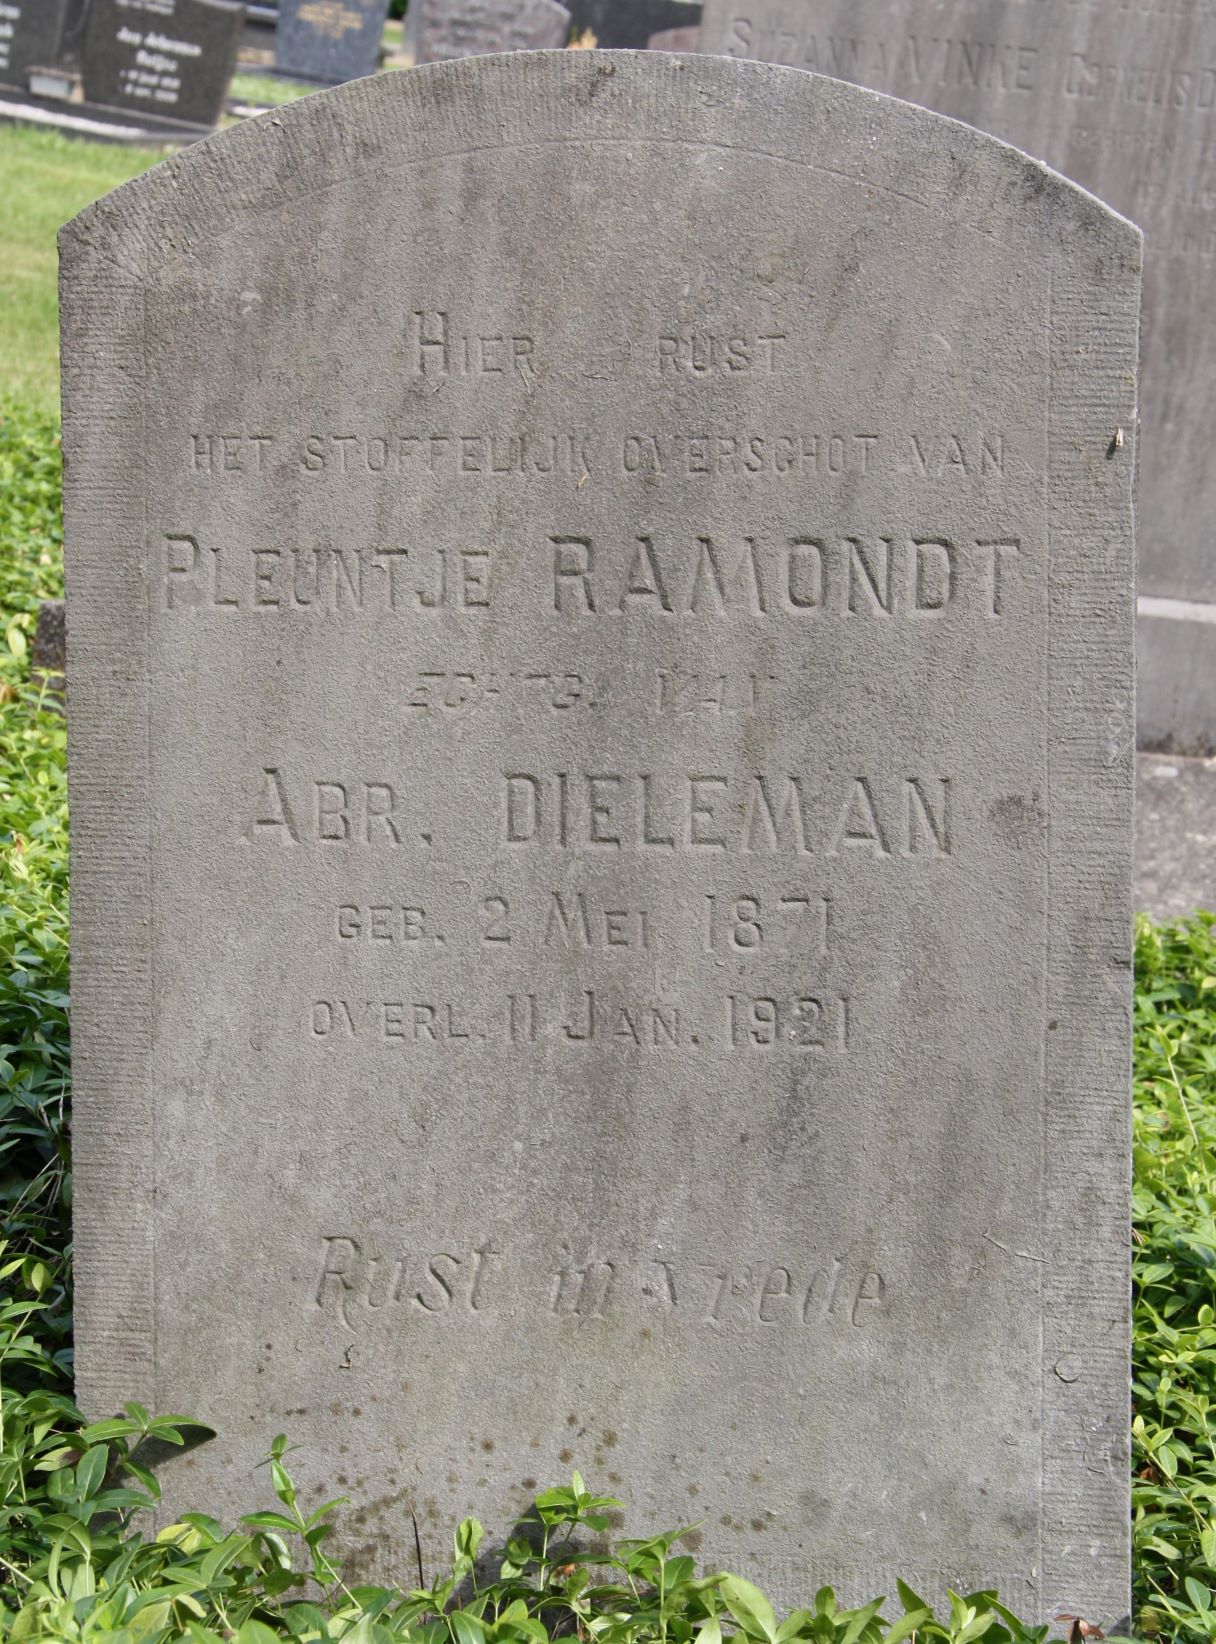 HIER RUST
HET STOFFELIJK OVERSCHOT VAN
PLEUNTJE RAMONDT
ECHTG. VAN
ABR. DIELEMAN
GEB. 2 MEI 1871
OVERL. 11 JAN. 1921
Rust in vrede
SUZANNA VINKE CORNELIS D